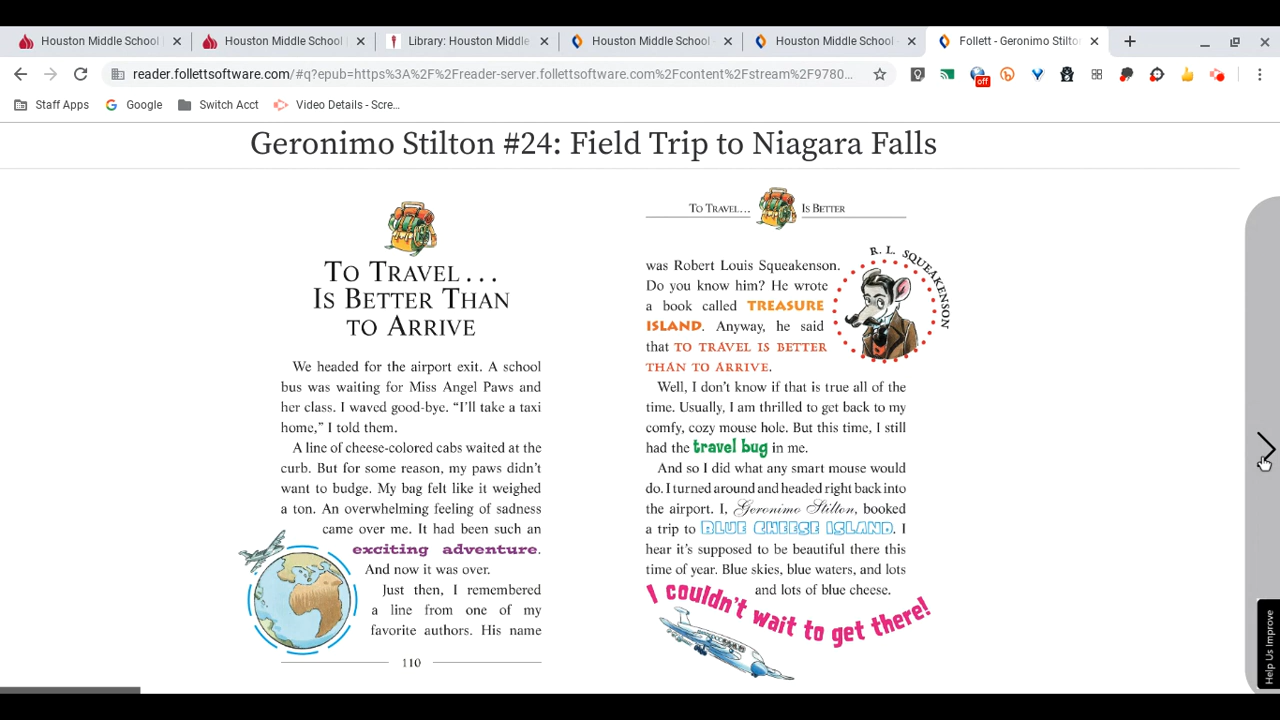 Houston Middle School
Houston Middle School
Library: Houston Middle
Houston Middle School
Houston Middle School
Follett - Geronimo Stilto
reader.follettsoftware.com/#q?epub=https%3A%2F%2Freader-server.follettsoftware.com%2Fcontent%2Fstream%2F9780...
off
Staff Apps
Google
Switch Acct
Video Details - Scre...
Geronimo Stilton #24: Field Trip to Niagara Falls
TO TRAVEL...
IS BETTER THAN
TO ARRIVE
We headed for the airport exit. A school
bus was waiting for Miss Angel Paws and
her class. I waved good-bye. “I’ll take a taxi
home,” I told them.
A line of cheese-colored cabs waited at the
curb. But for some reason, my paws didn’t
want to budge. My bag felt like it weighed
a ton. An overwhelming feeling of sadness
came over me. It had been such an
exciting adventure.
And now it was over.
Just then, I remembered
a line from one of my
favorite authors. His name
110
TO TRAVEL... IS BETTER
was Robert Louis Squeakenson.
Do you know him? He wrote
a book called TREASURE
ISLAND. Anyway, he said
that TO TRAVEL IS BETTER
THAN TO ARRIVE.
R. L. SQUEAKENSON
Well, I don’t know if that is true all of the
time. Usually, I am thrilled to get back to my
comfy, cozy mouse hole. But this time, I still
had the travel bug in me.
And so I did what any smart mouse would
do. I turned around and headed right back into
the airport. I, Geronimo Stilton, booked
a trip to BLUE CHEESE ISLAND. I
hear it’s supposed to be beautiful there this
time of year. Blue skies, blue waters, and lots
and lots of blue cheese.
I couldn’t wait to get there!
Help Us Improve